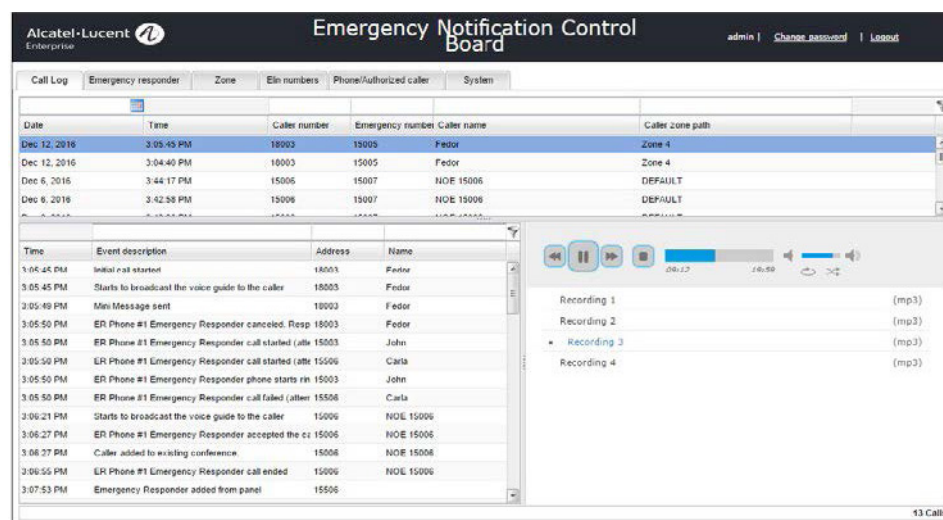 Alcatel·Lucent
Enterprise
Emergency Notification Control
Board
admin | Change password | Logout
Call Log Emergency responder Zone Elin numbers Phone/Authorized caller System
Date Time Caller number Emergency number Caller name Caller zone path
Dec 12, 2016 3:05:45 PM 18003 15005 Fedor Zone 4
Dec 12, 2016 3:04:40 PM 18003 15005 Fedor Zone 4
Dec 6, 2016 3:44:17 PM 15006 15007 NOE 15006 DEFAULT
Dec 6, 2016 3:42:58 PM 15006 15007 NOE 15006 DEFAULT
Time Event description Address Name
3:05:45 PM Initial call started 18003 Fedor
3:05:45 PM Starts to broadcast the voice guide to the caller 18003 Fedor
3:05:49 PM Mini Message sent 18003 Fedor
3:05:50 PM ER Phone #1 Emergency Responder canceled. Resp 18003 Fedor
3:05:50 PM ER Phone #1 Emergency Responder call started (atte 15003 John
3:05:50 PM ER Phone #1 Emergency Responder call started (atte 15506 Carla
3:05:50 PM ER Phone #1 Emergency Responder phone starts rin 15003 John
3:05:50 PM ER Phone #1 Emergency Responder call failed (attem 15506 Carla
3:06:21 PM Starts to broadcast the voice guide to the caller 15006 NOE 15006
3:06:27 PM ER Phone #1 Emergency Responder accepted the ca 15006 NOE 15006
3:06:27 PM Caller added to existing conference. 15006 NOE 15006
3:06:55 PM ER Phone #1 Emergency Responder call ended 15006 NOE 15006
3:07:53 PM Emergency Responder added from panel 15506
09:12 19:59
Recording 1 (mp3)
Recording 2 (mp3)
Recording 3 (mp3)
Recording 4 (mp3)
13 Call